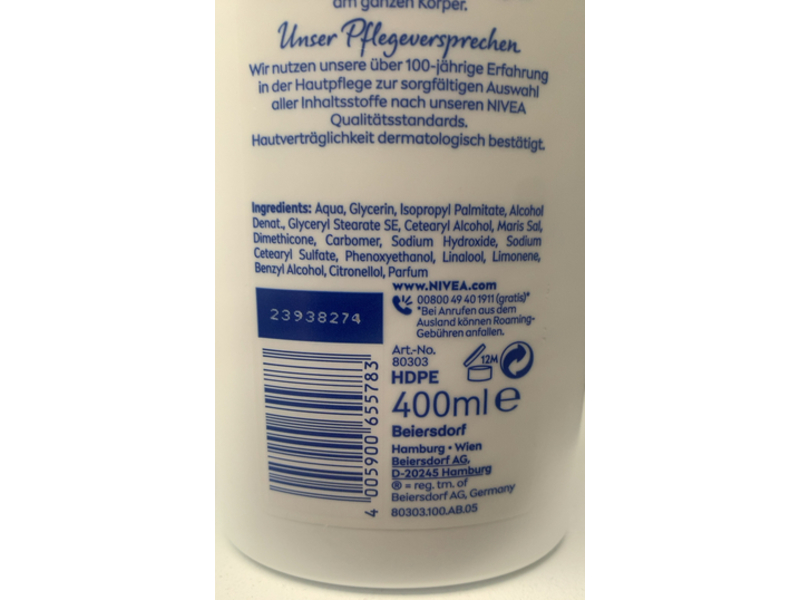 am ganzen Körper.
Unser Pflegeversprechen
Wir nutzen unsere über 100-jährige Erfahrung
in der Hautpflege zur sorgfältigen Auswahl
aller Inhaltsstoffe nach unseren NIVEA
Qualitätsstandards.
Hautverträglichkeit dermatologisch bestätigt.
Ingredients: Aqua, Glycerin, Isopropyl Palmitate, Alcohol
Denat., Glyceryl Stearate SE, Cetearyl Alcohol, Maris Sal,
Dimethicone, Carbomer, Sodium Hydroxide, Sodium
Cetearyl Sulfate, Phenoxyethanol, Linalool, Limonene,
Benzyl Alcohol, Citronellol, Parfum
www.NIVEA.com
00800 49 40 1911 (gratis)*
*Bei Anrufen aus dem
Ausland können Roaming-
Gebühren anfallen.
23938274
4 005900 655783
Art.-No.
80303
HDPE
12M
400ml e
Beiersdorf
Hamburg • Wien
Beiersdorf AG,
D-20245 Hamburg
® = reg. tm. of
Beiersdorf AG, Germany
80303.100.AB.05